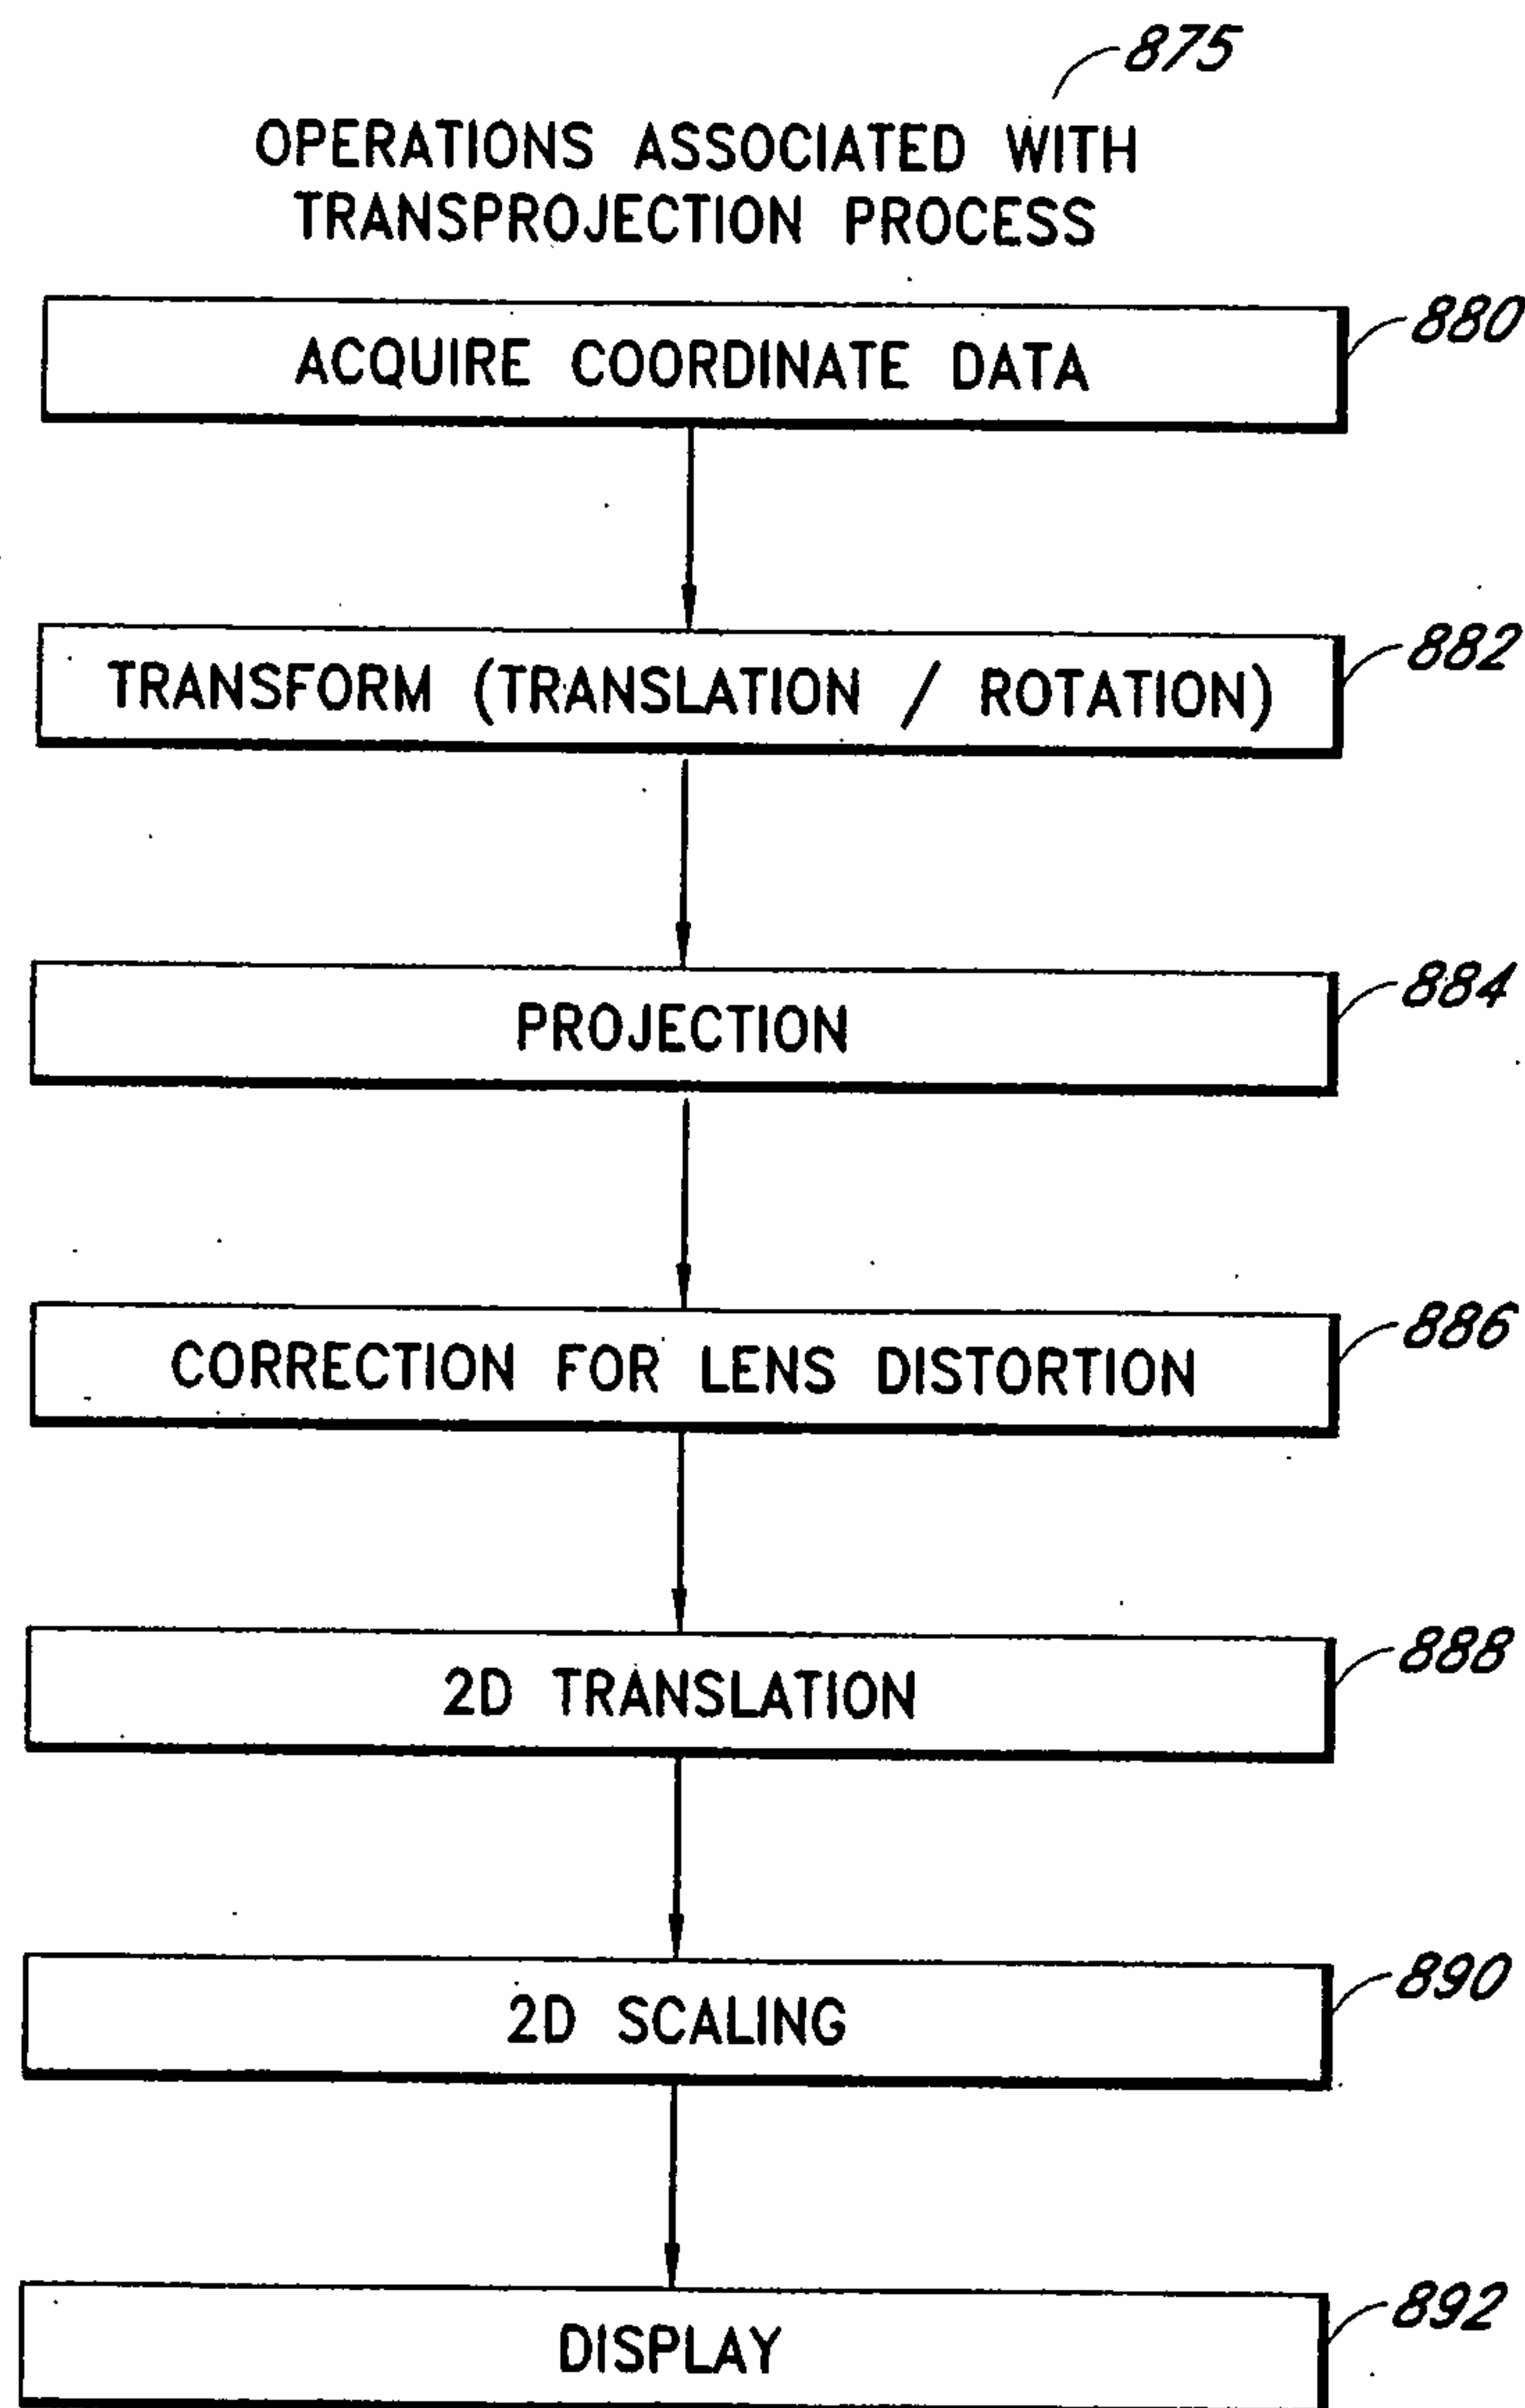 875
OPERATIONS ASSOCIATED WITH
TRANSPROJECTION PROCESS
880
ACQUIRE COORDINATE DATA
882
TRANSFORM (TRANSLATION / ROTATION)
884
PROJECTION
886
CORRECTION FOR LENS DISTORTION
888
2D TRANSLATION
890
2D SCALING
892
DISPLAY